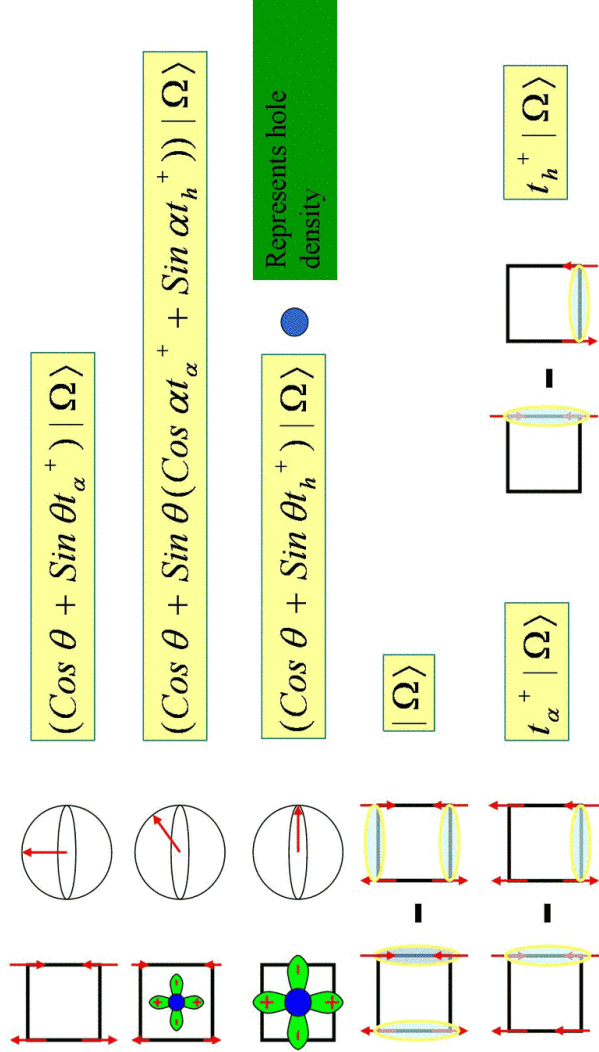 (Cos θ + Sin θt_α^+) | Ω⟩
+
- -
+
(Cos θ + Sin θ(Cos αt_α^+ + Sin αt_h^+)) | Ω⟩
+
- -
+
(Cos θ + Sin θt_h^+) | Ω⟩
Represents hole
density
-
| Ω⟩
-
t_α^+ | Ω⟩
-
t_h^+ | Ω⟩